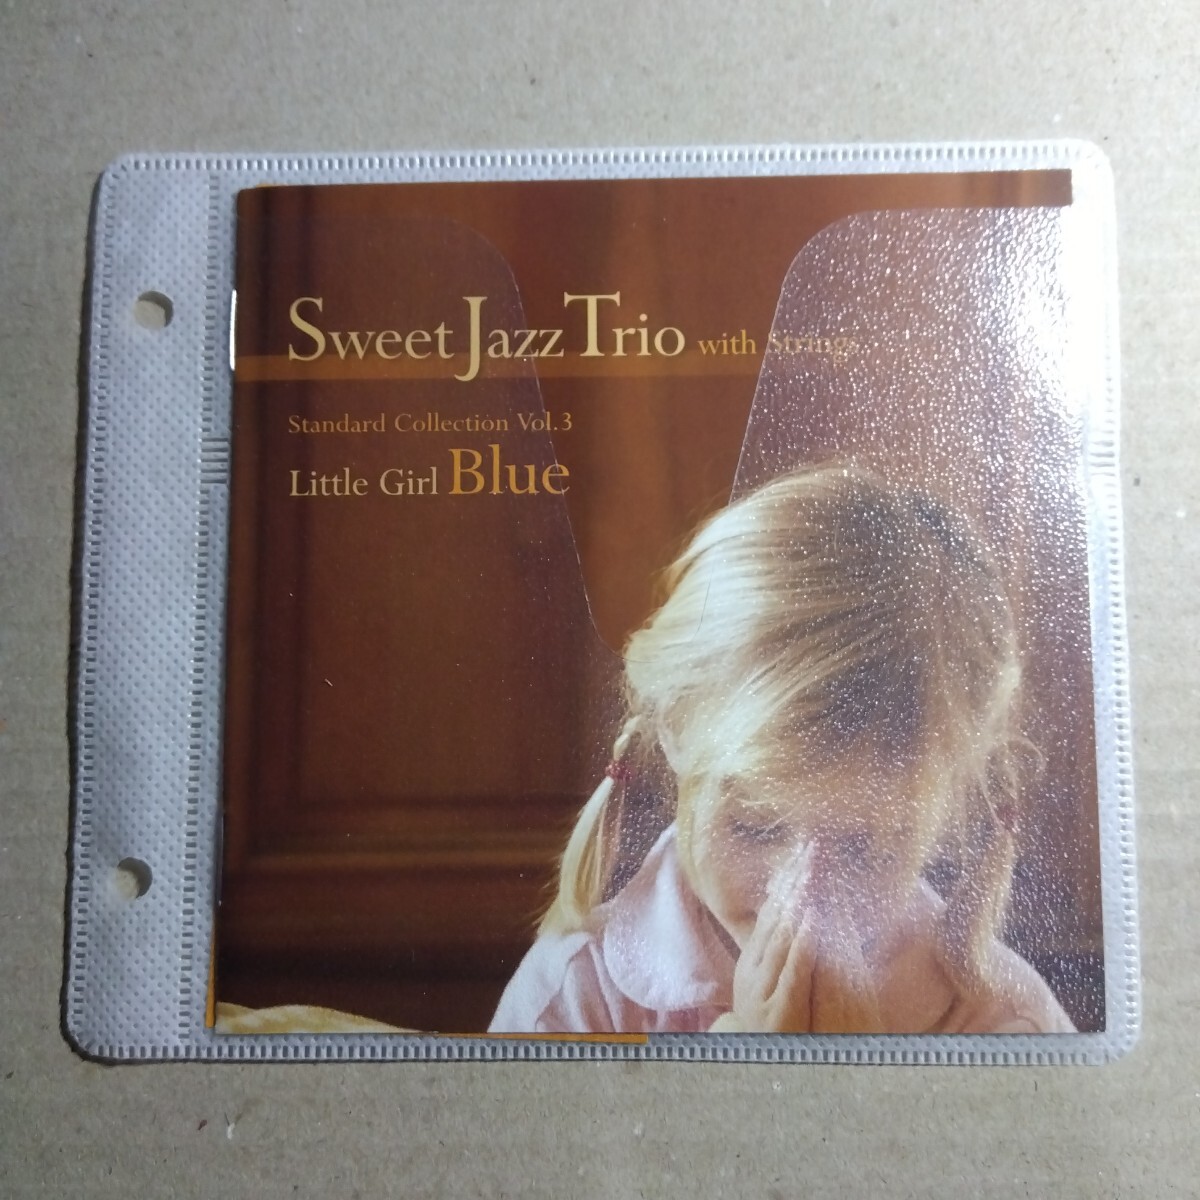 Sweet Jazz Trio with Strings
Standard Collection Vol.3
Little Girl Blue